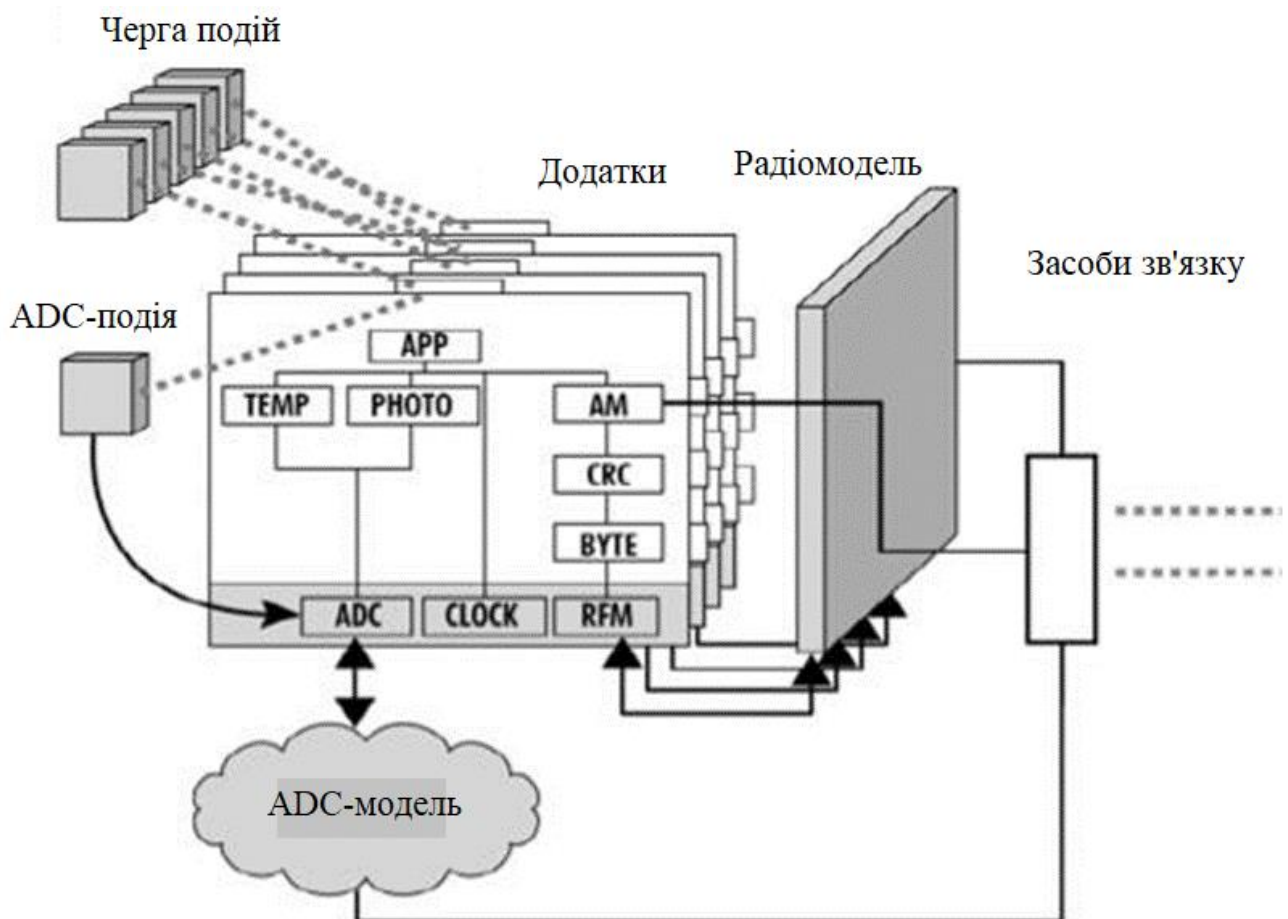 Черга подій
Додатки
Радіомодель
Засоби зв'язку
ADC-подія
APP
TEMP
PHOTO
AM
CRC
BYTE
ADC
CLOCK
RFM
ADC-модель